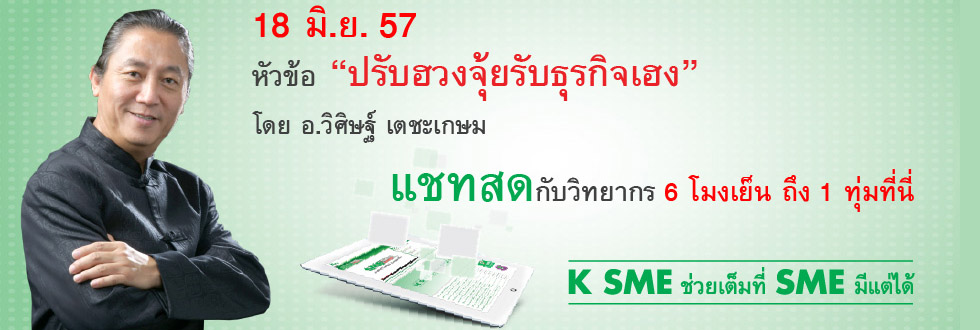 18 มิ.ย. 57
หัวข้อ “ปรับฮวงจุ้ยรับธุรกิจเฮง”
โดย อ.วิศิษฐ์ เตชะเกษม
แชทสดกับวิทยากร 6 โมงเย็น ถึง 1 ทุ่มที่นี่
K SME ช่วยเต็มที่ SME มีแต่ได้